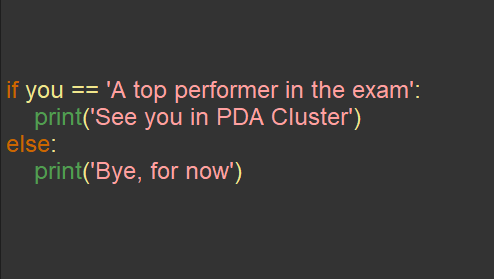 if you == 'A top performer in the exam':
    print('See you in PDA Cluster')
else:
    print('Bye, for now')